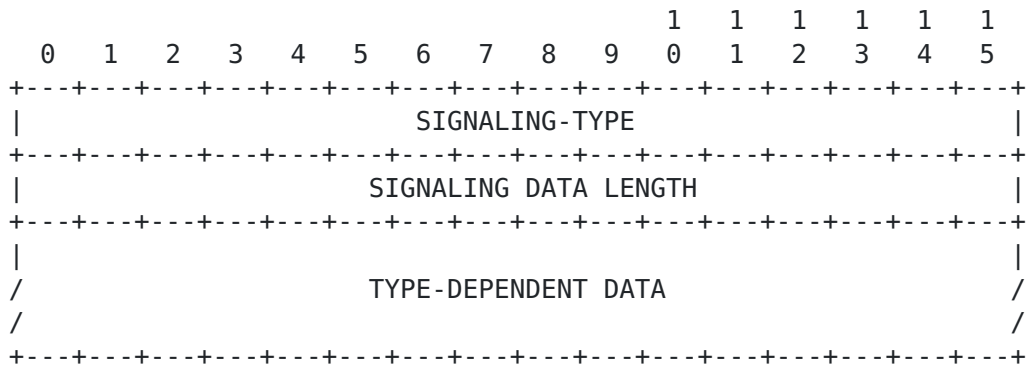 1   1   1   1   1   1
   0   1   2   3   4   5   6   7   8   9   0   1   2   3   4   5
+---+---+---+---+---+---+---+---+---+---+---+---+---+---+---+---+
|                         SIGNALING-TYPE                        |
+---+---+---+---+---+---+---+---+---+---+---+---+---+---+---+---+
|                      SIGNALING DATA LENGTH                    |
+---+---+---+---+---+---+---+---+---+---+---+---+---+---+---+---+
|                                                               |
/                      TYPE-DEPENDENT DATA                      /
/                                                               /
+---+---+---+---+---+---+---+---+---+---+---+---+---+---+---+---+